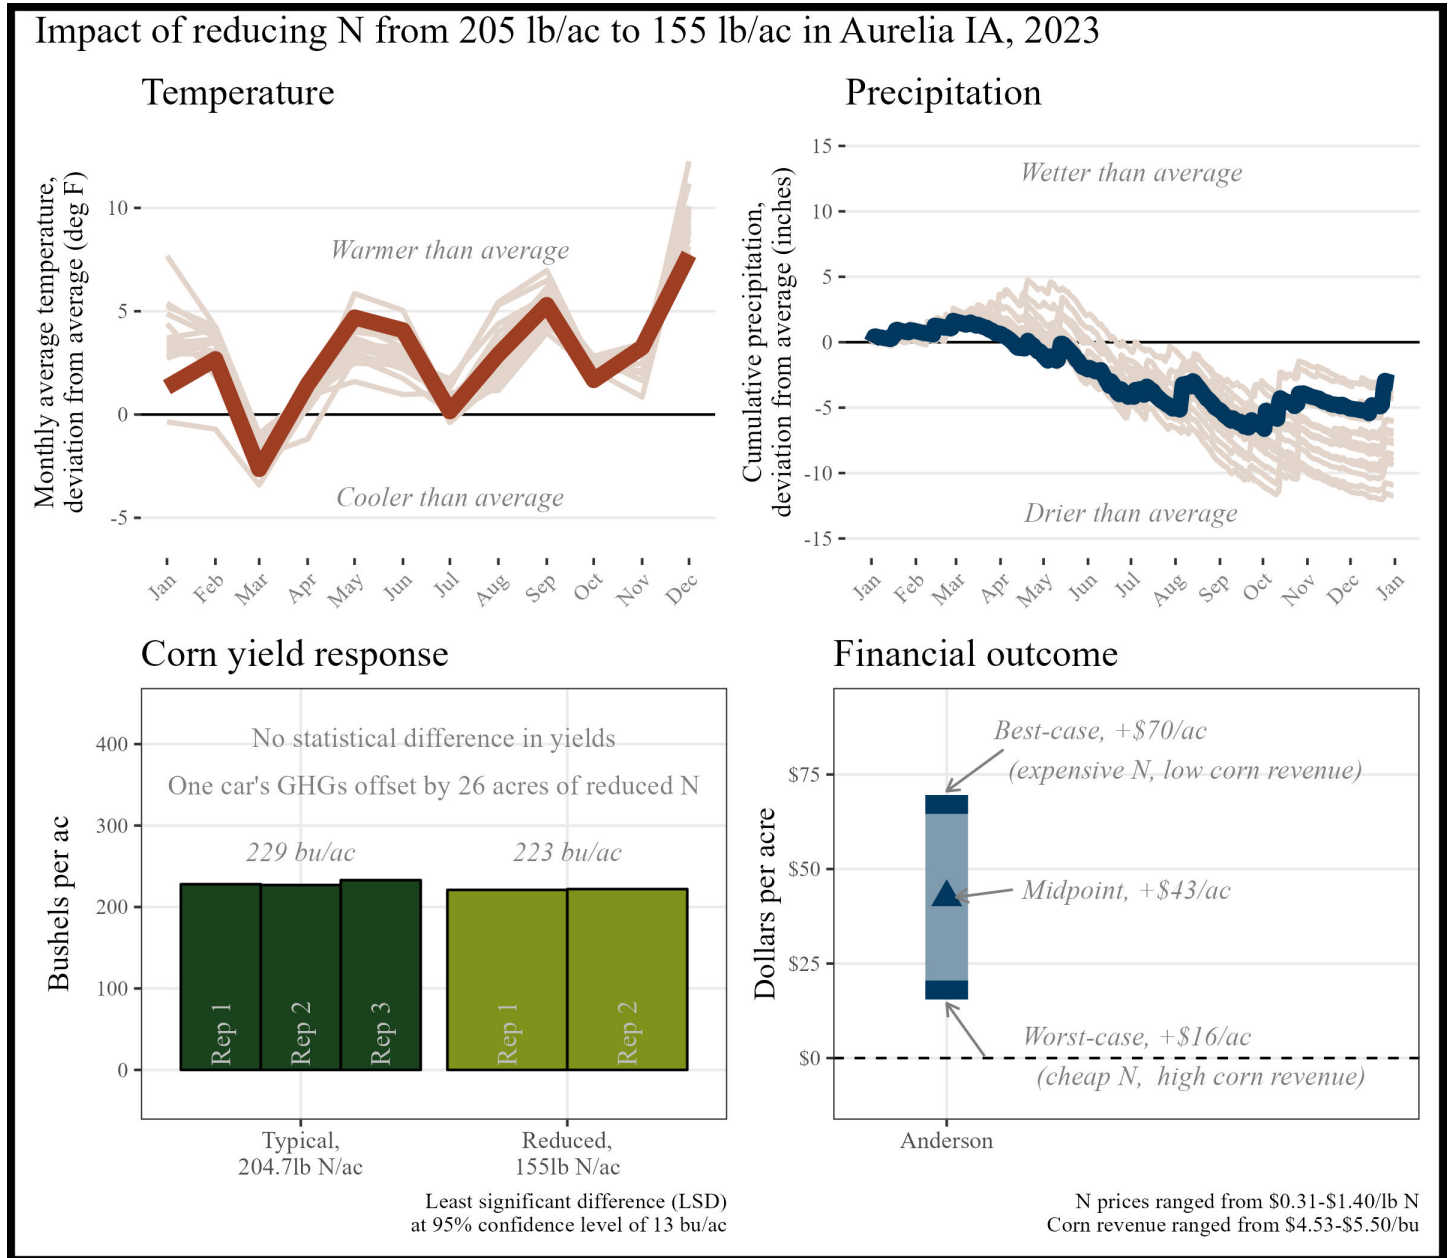 Impact of reducing N from 205 lb/ac to 155 lb/ac in Aurelia IA, 2023
Temperature
Monthly average temperature,
deviation from average (deg F)
10
5
0
-5
Warmer than average
Cooler than average
Jan
Feb
Mar
Apr
May
Jun
Jul
Aug
Sep
Oct
Nov
Dec
Precipitation
Cumulative precipitation,
deviation from average (inches)
15
10
5
0
-5
-10
-15
Wetter than average
Drier than average
Jan
Feb
Mar
Apr
May
Jun
Jul
Aug
Sep
Oct
Nov
Dec
Jan
Corn yield response
Bushels per ac
400
300
200
100
0
No statistical difference in yields
One car's GHGs offset by 26 acres of reduced N
229 bu/ac
223 bu/ac
Rep 1
Rep 2
Rep 3
Rep 1
Rep 2
Typical,
204.7lb N/ac
Reduced,
155lb N/ac
Least significant difference (LSD)
at 95% confidence level of 13 bu/ac
Financial outcome
Dollars per acre
$75
$50
$25
$0
Best-case, +$70/ac
(expensive N, low corn revenue)
Midpoint, +$43/ac
Worst-case, +$16/ac
(cheap N,  high corn revenue)
Anderson
N prices ranged from $0.31-$1.40/lb N
Corn revenue ranged from $4.53-$5.50/bu